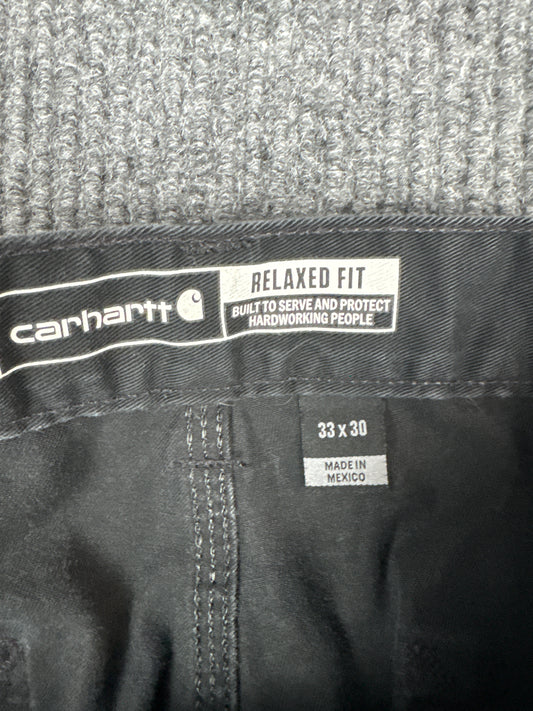 carhartt
RELAXED FIT
BUILT TO SERVE AND PROTECT
HARDWORKING PEOPLE
33 x 30
MADE IN
MEXICO